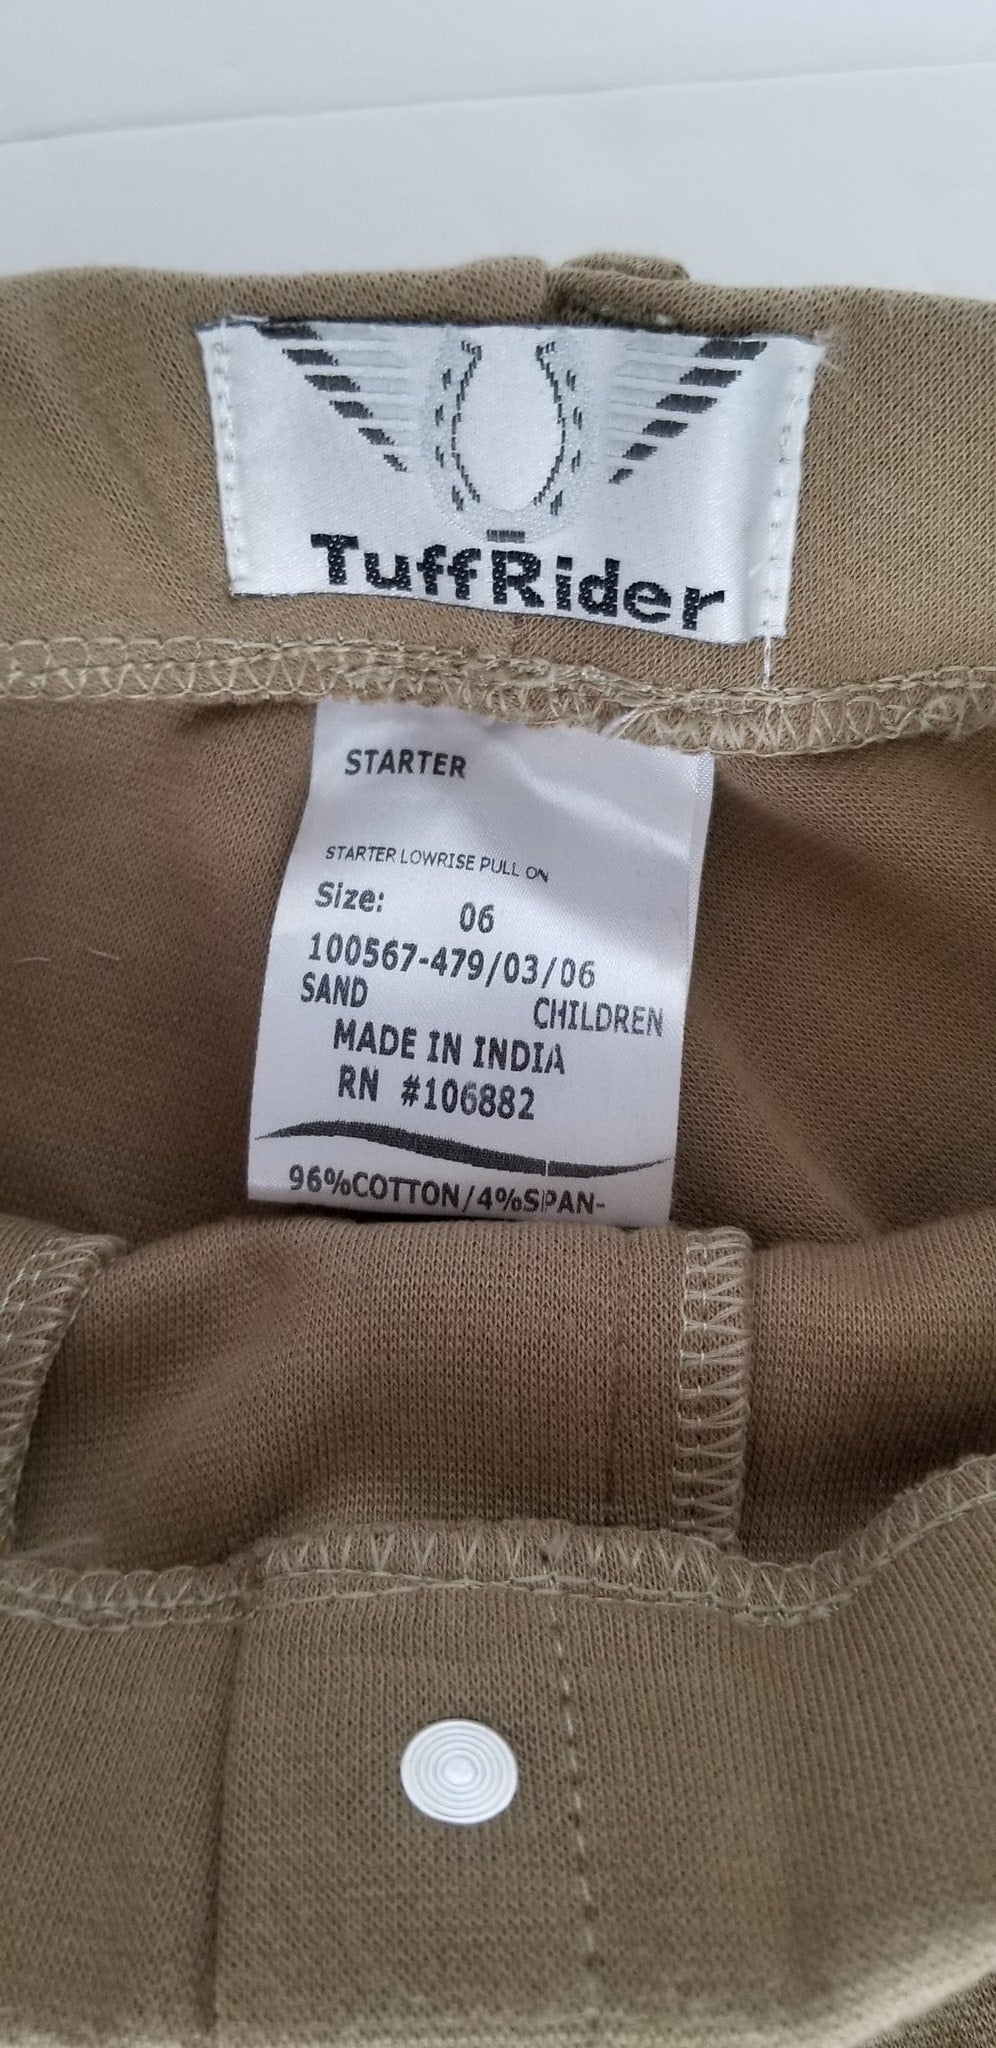 TuffRider
STARTER
STARTER LOWRISE PULL ON
Size: 06
100567-479/03/06
SAND CHILDREN
MADE IN INDIA
RN #106882
96%COTTON/4%SPAN-